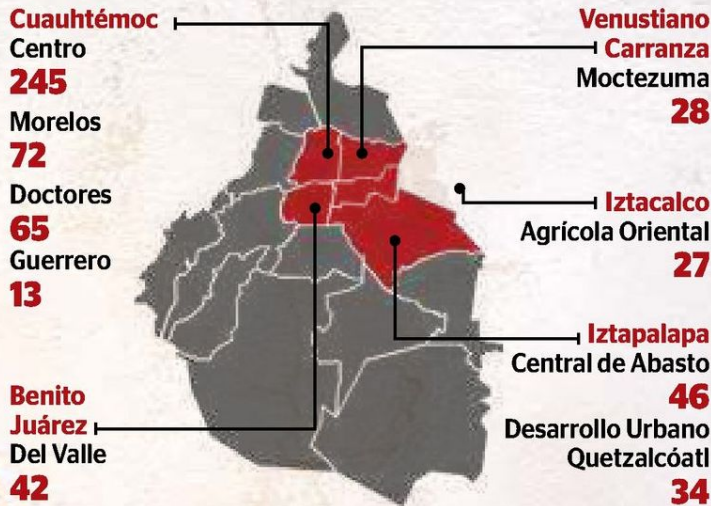 Cuauhtémoc
Centro
245
Morelos
72
Doctores
65
Guerrero
13
Benito
Juárez
Del Valle
42
Venustiano
Carranza
Moctezuma
28
Iztacalco
Agrícola Oriental
27
Iztapalapa
Central de Abasto
46
Desarrollo Urbano
Quetzalcóatl
34